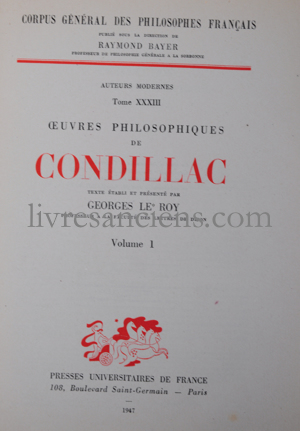 CORPUS GÉNÉRAL DES PHILOSOPHES FRANÇAIS
PUBLIÉ SOUS LA DIRECTION DE
RAYMOND BAYER
PROFESSEUR DE PHILOSOPHIE GÉNÉRALE A LA SORBONNE
AUTEURS MODERNES
Tome XXXIII
ŒUVRES PHILOSOPHIQUES
DE
CONDILLAC
TEXTE ÉTABLI ET PRÉSENTÉ PAR
GEORGES LE ROY
livresanciens.eu
Volume 1
PRESSES UNIVERSITAIRES DE FRANCE
108, Boulevard Saint-Germain — Paris
1947